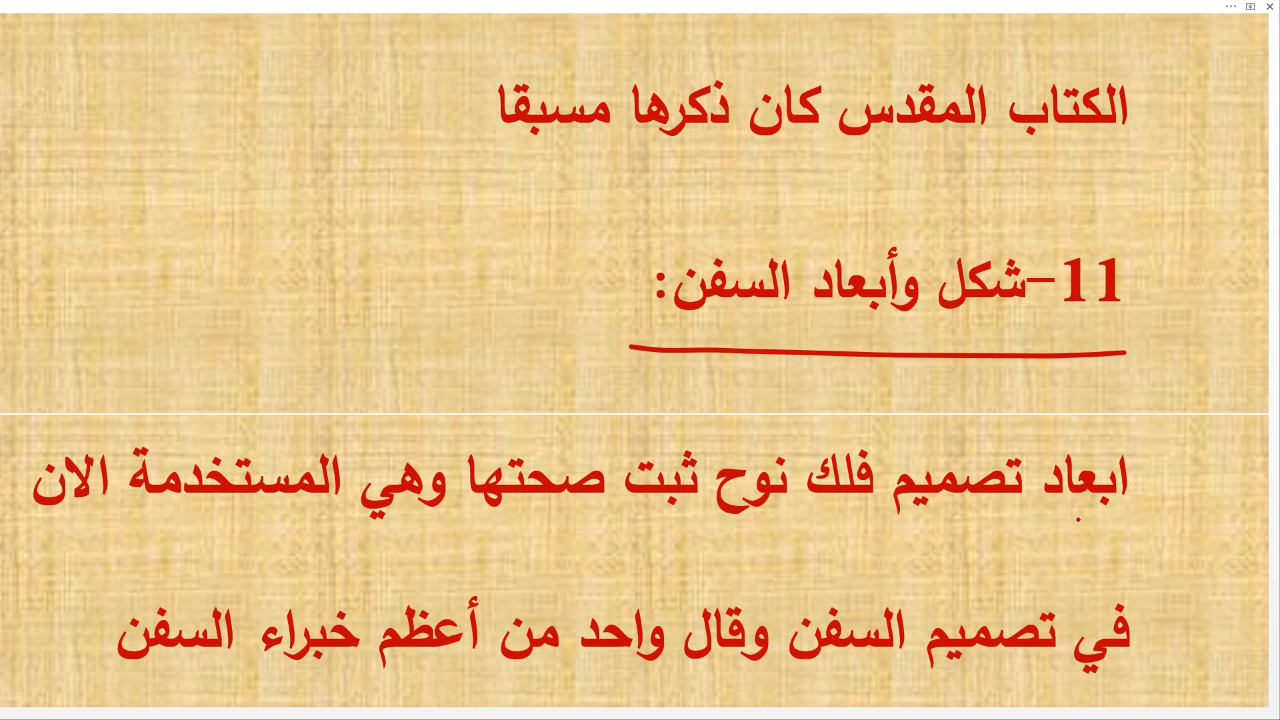 الكتاب المقدس كان ذكرها مسبقا
11-شكل وأبعاد السفن:
ابعاد تصميم فلك نوح ثبت صحتها وهي المستخدمة الان
في تصميم السفن وقال واحد من أعظم خبراء السفن